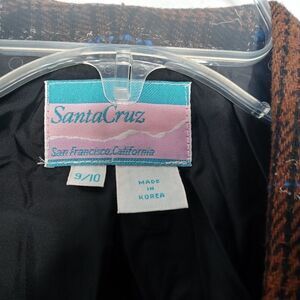 SantaCruz
San Francisco, California
9/10
MADE
IN
KOREA